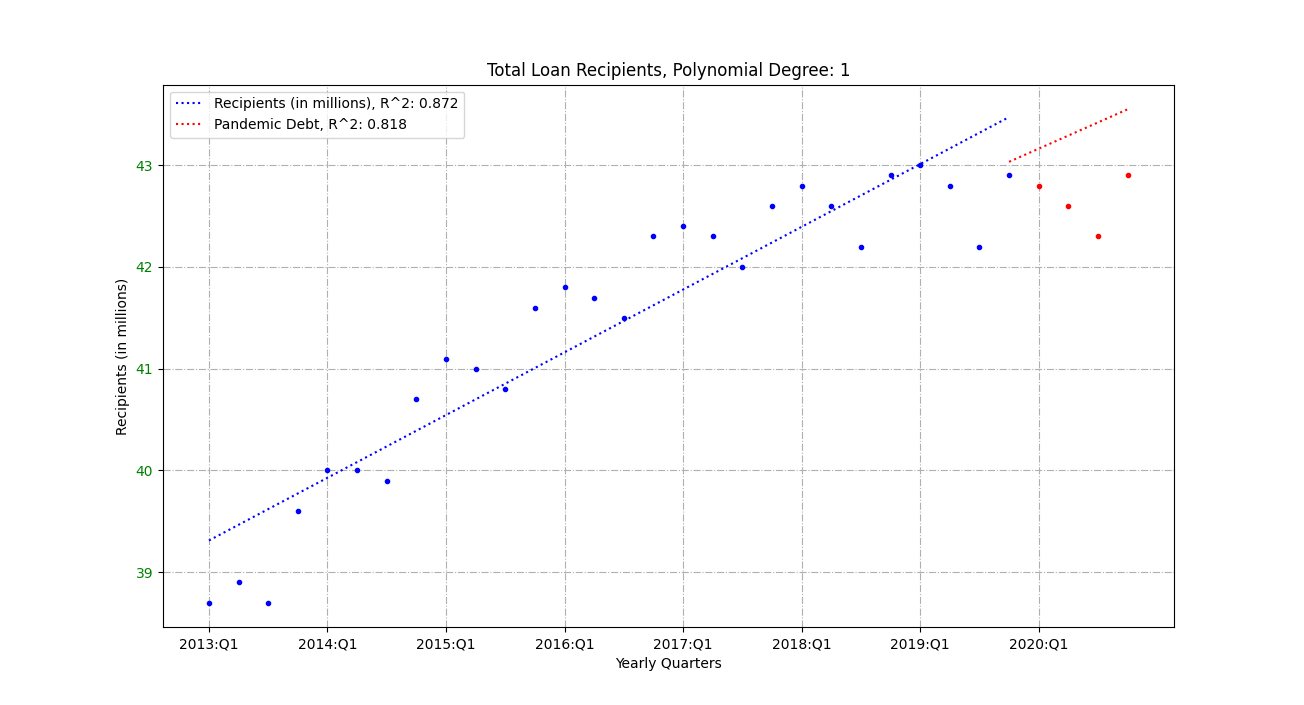 Total Loan Recipients, Polynomial Degree: 1
Recipients (in millions), R^2: 0.872
Pandemic Debt, R^2: 0.818
43
42
41
40
39
Recipients (in millions)
2013:Q1 2014:Q1 2015:Q1 2016:Q1 2017:Q1 2018:Q1 2019:Q1 2020:Q1
Yearly Quarters